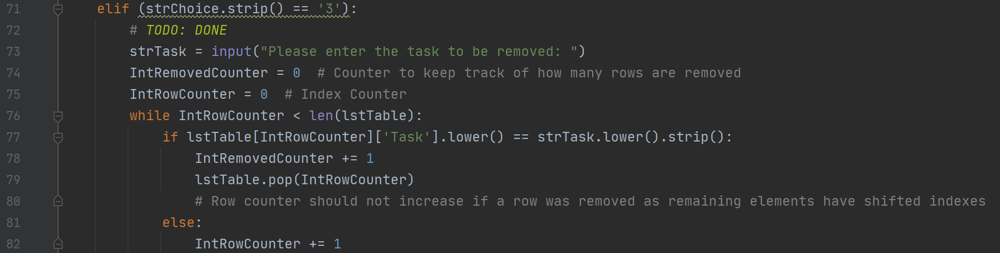 71 elif (strChoice.strip() == '3'):
72 # TODO: DONE
73 strTask = input("Please enter the task to be removed: ")
74 IntRemovedCounter = 0  # Counter to keep track of how many rows are removed
75 IntRowCounter = 0  # Index Counter
76 while IntRowCounter < len(lstTable):
77 if lstTable[IntRowCounter]['Task'].lower() == strTask.lower().strip():
78 IntRemovedCounter += 1
79 lstTable.pop(IntRowCounter)
80 # Row counter should not increase if a row was removed as remaining elements have shifted indexes
81 else:
82 IntRowCounter += 1